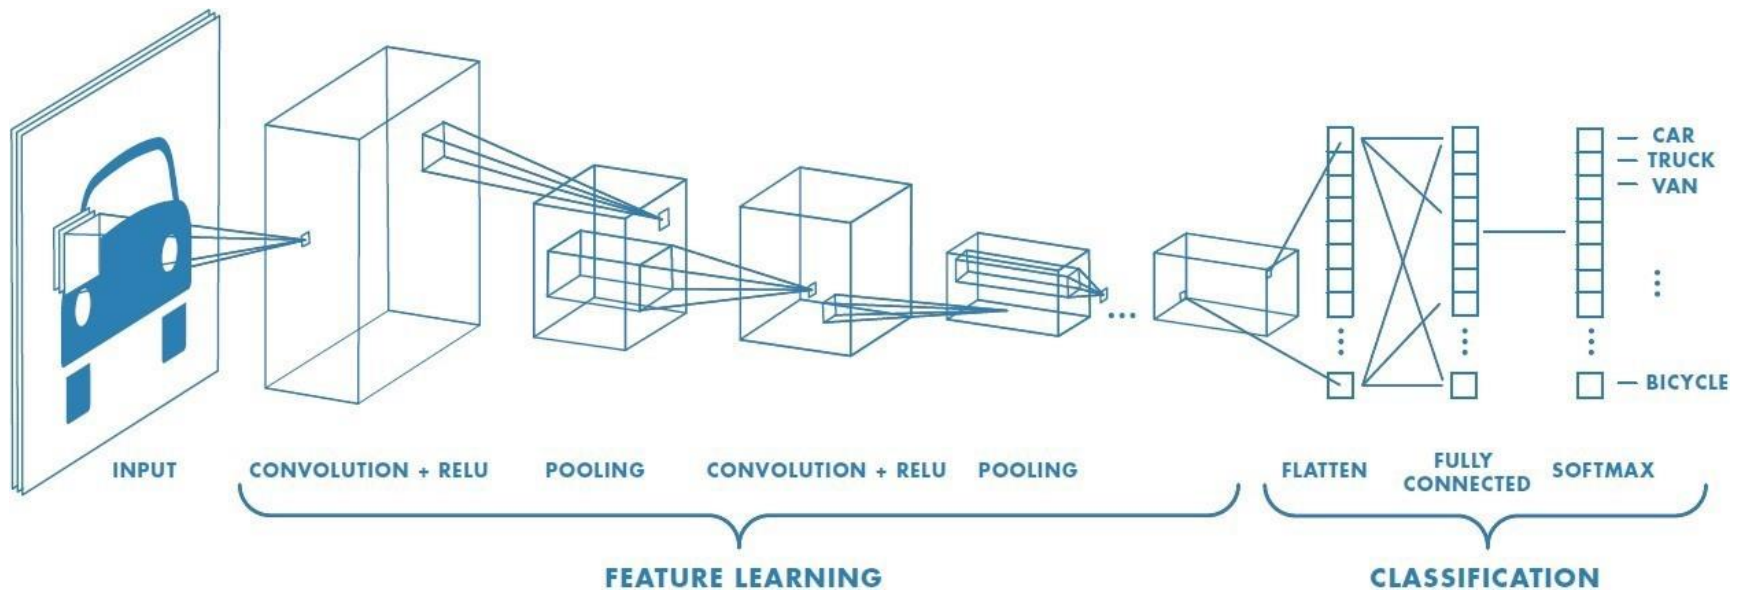 CAR
TRUCK
VAN
BICYCLE
INPUT
CONVOLUTION + RELU
POOLING
CONVOLUTION + RELU
POOLING
FLATTEN
FULLY
CONNECTED
SOFTMAX
FEATURE LEARNING
CLASSIFICATION